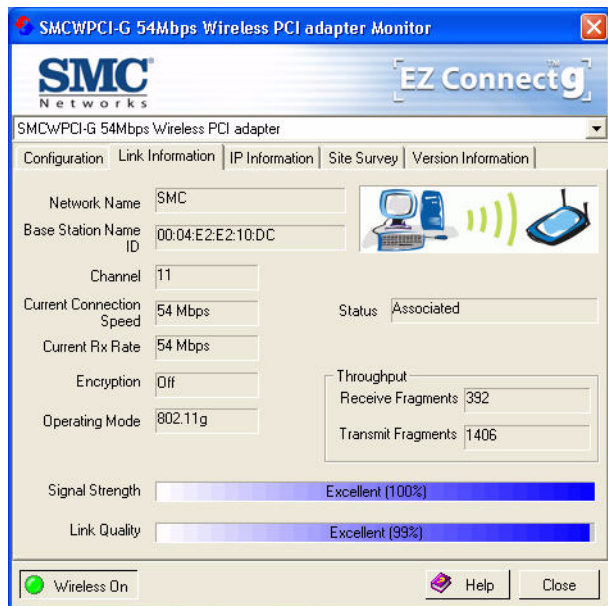 SMCWPCI-G 54Mbps Wireless PCI adapter Monitor
SMC
Networks
EZ Connect™ g
SMCWPCI-G 54Mbps Wireless PCI adapter
Configuration Link Information IP Information Site Survey Version Information
Network Name SMC
Base Station Name
ID 00:04:E2:E2:10:DC
Channel 11
Current Connection
Speed 54 Mbps
Status Associated
Current Rx Rate 54 Mbps
Encryption Off
Operating Mode 802.11g
Throughput
Receive Fragments 392
Transmit Fragments 1406
Signal Strength Excellent (100%)
Link Quality Excellent (99%)
Wireless On Help Close